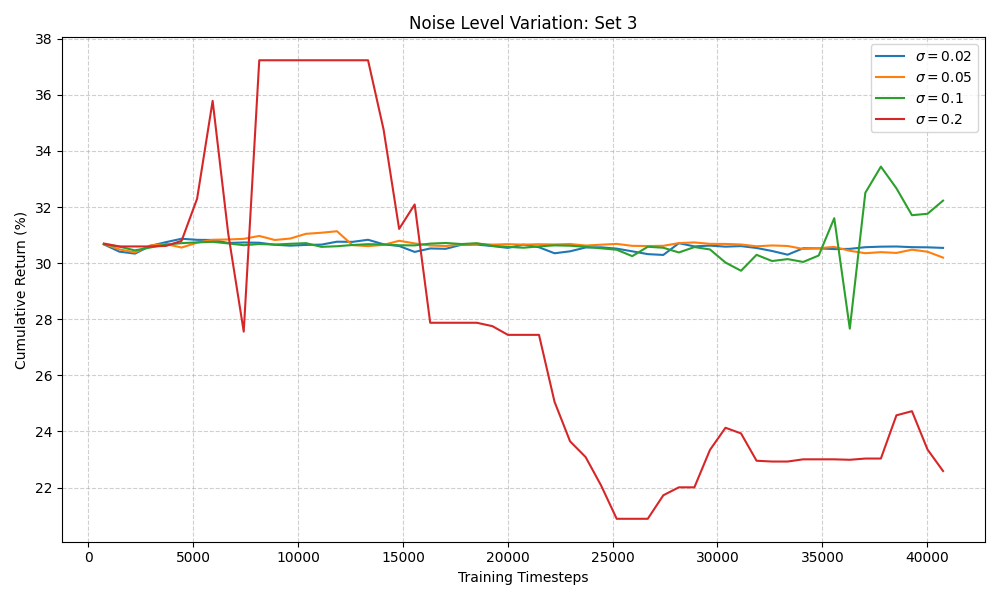 Noise Level Variation: Set 3
Cumulative Return (%)
38
36
34
32
30
28
26
24
22
σ = 0.02
σ = 0.05
σ = 0.1
σ = 0.2
0 5000 10000 15000 20000 25000 30000 35000 40000
Training Timesteps